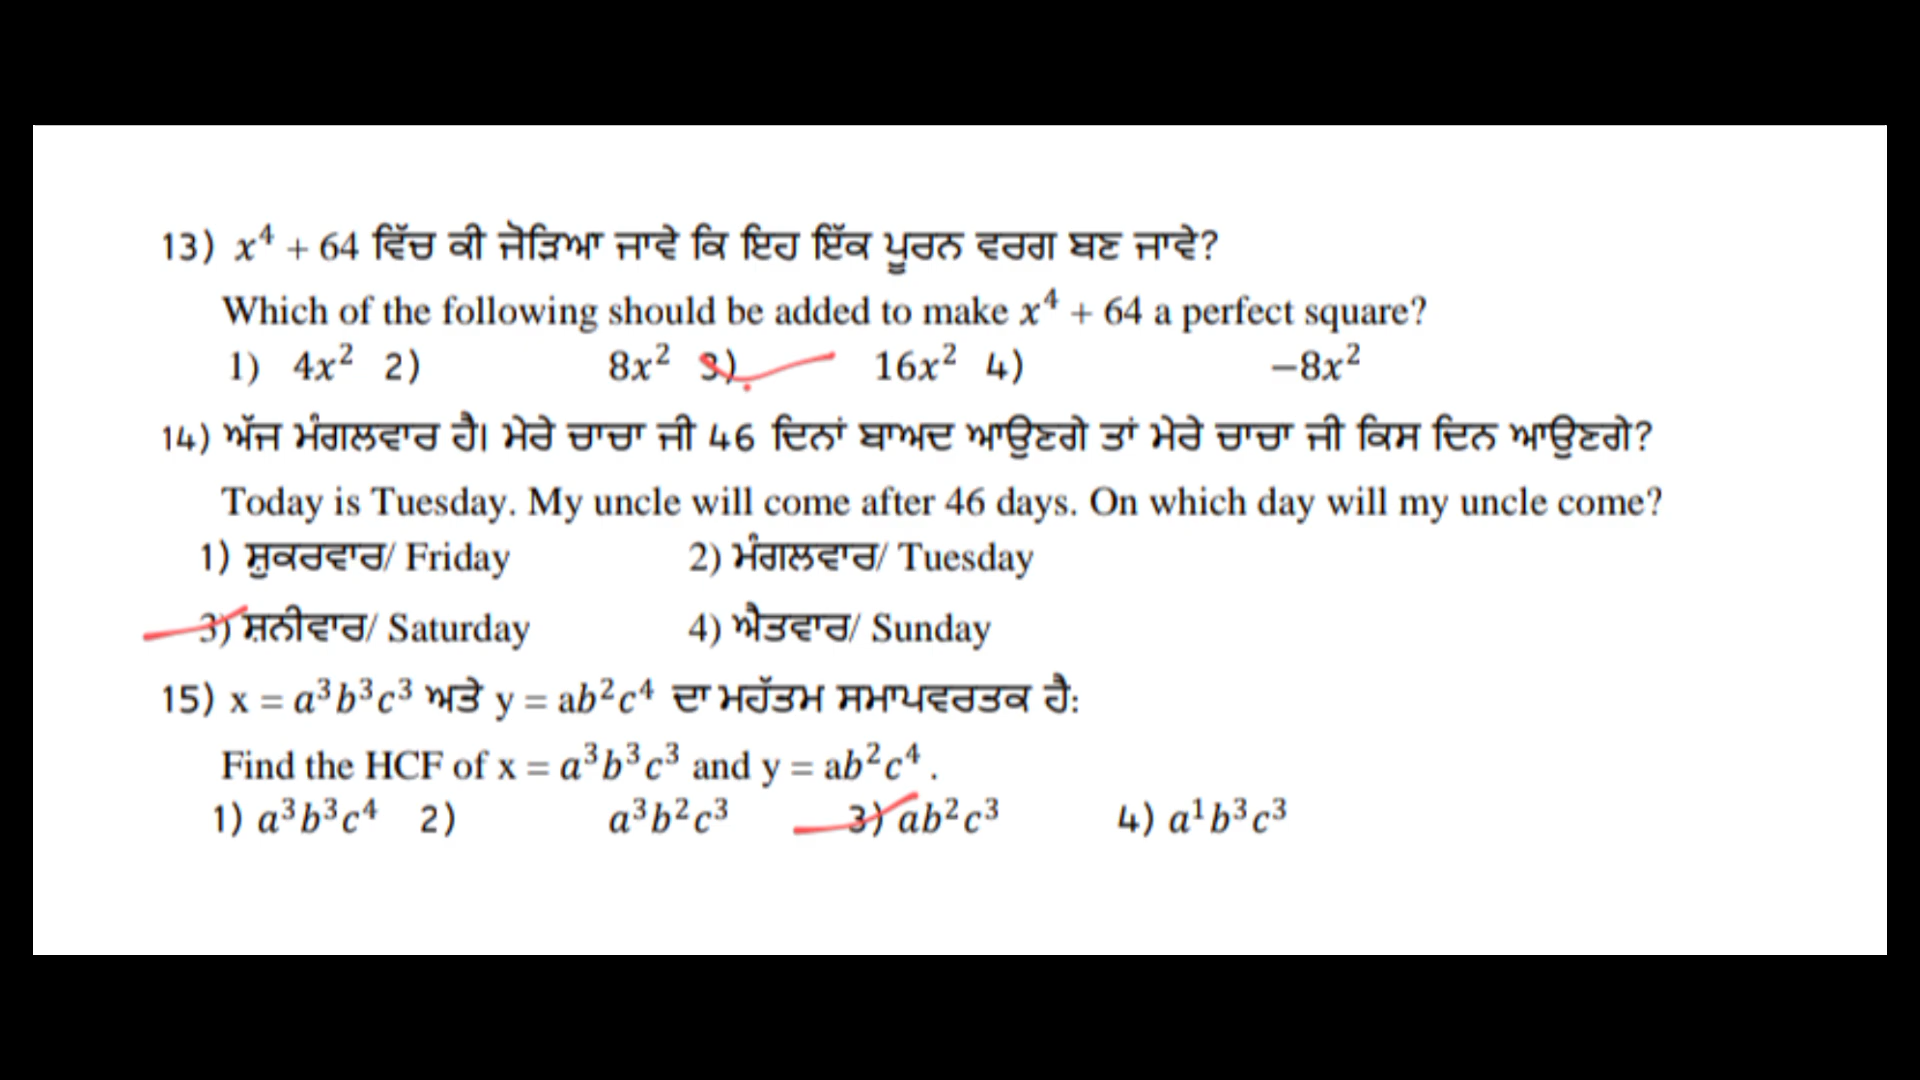 13) x⁴ + 64 ਵਿੱਚ ਕੀ ਜੋੜਿਆ ਜਾਵੇ ਕਿ ਇਹ ਇੱਕ ਪੂਰਨ ਵਰਗ ਬਣ ਜਾਵੇ?
Which of the following should be added to make x⁴ + 64 a perfect square?
1) 4x² 2) 8x² 3) 16x² 4) −8x²
14) ਅੱਜ ਮੰਗਲਵਾਰ ਹੈ। ਮੇਰੇ ਚਾਚਾ ਜੀ 46 ਦਿਨਾਂ ਬਾਅਦ ਆਉਣਗੇ ਤਾਂ ਮੇਰੇ ਚਾਚਾ ਜੀ ਕਿਸ ਦਿਨ ਆਉਣਗੇ?
Today is Tuesday. My uncle will come after 46 days. On which day will my uncle come?
1) ਸ਼ੁਕਰਵਾਰ/ Friday 2) ਮੰਗਲਵਾਰ/ Tuesday
3) ਸ਼ਨੀਵਾਰ/ Saturday 4) ਐਤਵਾਰ/ Sunday
15) x = a³b³c³ ਅਤੇ y = ab²c⁴ ਦਾ ਮਹੱਤਮ ਸਮਾਪਵਰਤਕ ਹੈ:
Find the HCF of x = a³b³c³ and y = ab²c⁴ .
1) a³b³c⁴ 2) a³b²c³ 3) ab²c³ 4) a¹b³c³